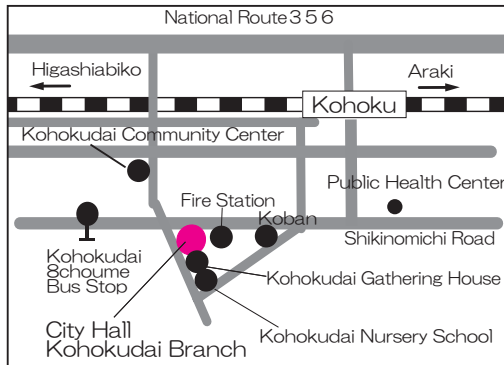 National Route356
Higashiabiko
Araki
Kohoku
Kohokudai Community Center
Public Health Center
Fire Station
Koban
Shikinomichi Road
Kohokudai
8choume
Bus Stop
Kohokudai Gathering House
City Hall
Kohokudai Branch
Kohokudai Nursery School